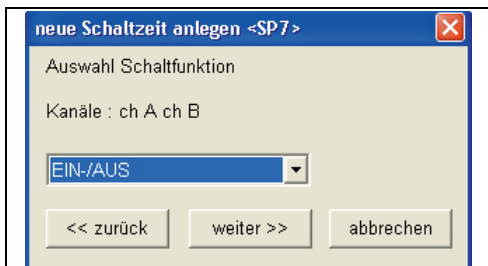 neue Schaltzeit anlegen <SP7>
Auswahl Schaltfunktion
Kanäle : ch A ch B
EIN-/AUS
<< zurück weiter >> abbrechen